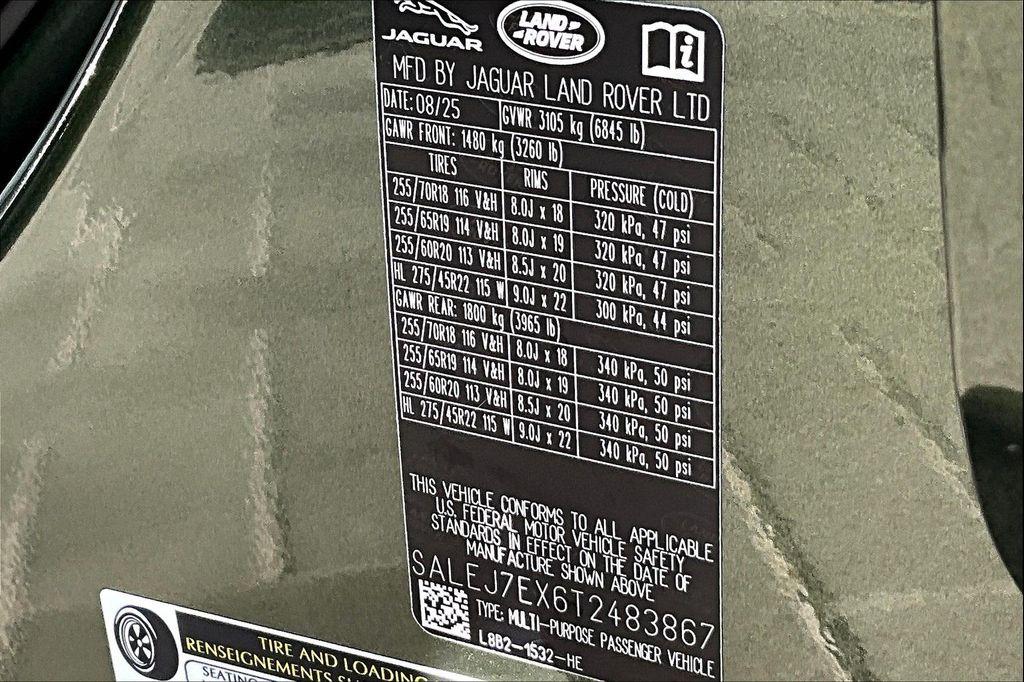 JAGUAR
LAND ROVER
i
MFD BY JAGUAR LAND ROVER LTD
DATE: 08/25 GVWR 3105 kg (6845 lb)
GAWR FRONT: 1480 kg (3260 lb)
TIRES RIMS PRESSURE (COLD)
255/70R18 116 V&H 8.0J x 18 320 kPa, 47 psi
255/65R19 114 V&H 8.0J x 19 320 kPa, 47 psi
255/60R20 113 V&H 8.5J x 20 320 kPa, 47 psi
HL 275/45R22 115 W 9.0J x 22 300 kPa, 44 psi
GAWR REAR: 1800 kg (3965 lb)
255/70R18 116 V&H 8.0J x 18 340 kPa, 50 psi
255/65R19 114 V&H 8.0J x 19 340 kPa, 50 psi
255/60R20 113 V&H 8.5J x 20 340 kPa, 50 psi
HL 275/45R22 115 W 9.0J x 22 340 kPa, 50 psi
THIS VEHICLE CONFORMS TO ALL APPLICABLE
U.S. FEDERAL MOTOR VEHICLE SAFETY
STANDARDS IN EFFECT ON THE DATE OF
MANUFACTURE SHOWN ABOVE
SALEJ7EX6T2483867
TYPE: MULTI-PURPOSE PASSENGER VEHICLE
L8B2-1532-HE
TIRE AND LOADING
RENSEIGNEMENTS
SEATING